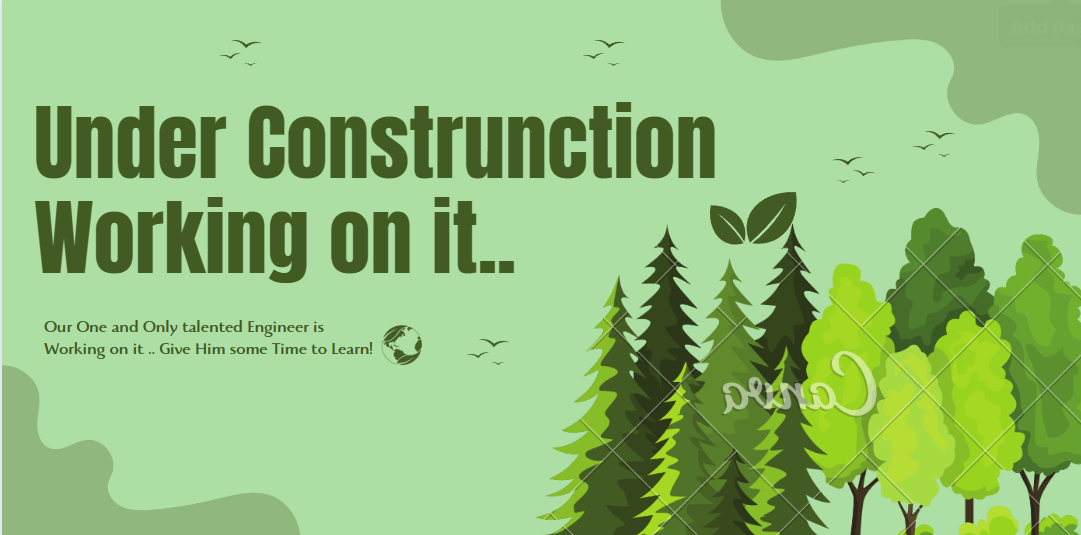 Add pa
Under Construnction
Working on it..
Our One and Only talented Engineer is
Working on it .. Give Him some Time to Learn!
Canva